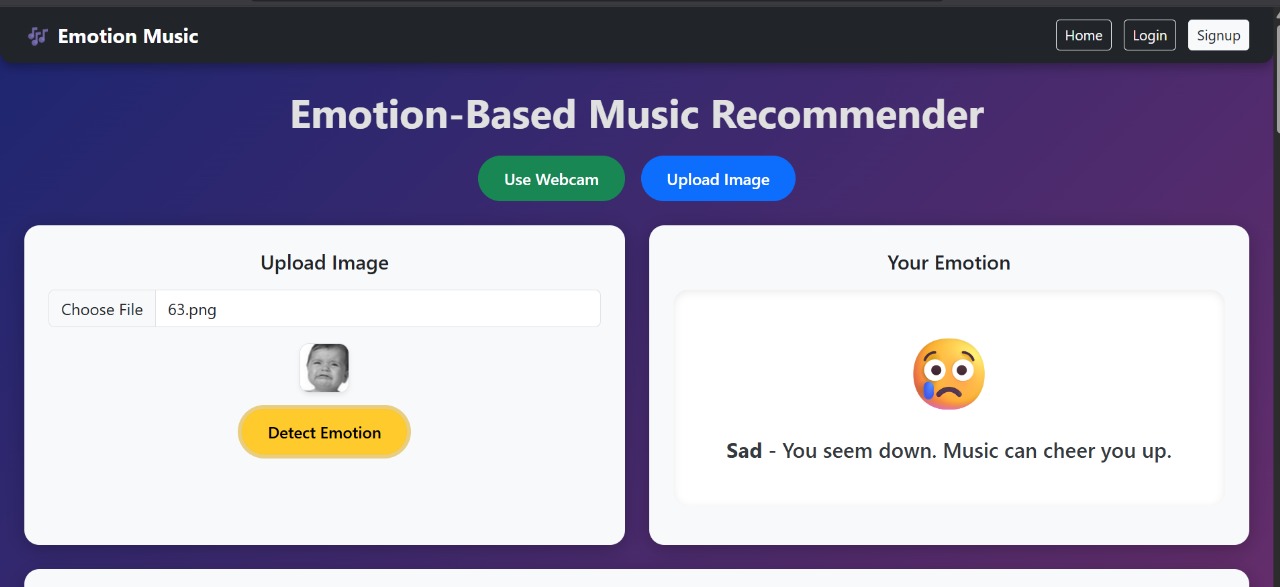 Emotion Music
Home
Login
Signup
Emotion-Based Music Recommender
Use Webcam
Upload Image
Upload Image
Choose File
63.png
Detect Emotion
Your Emotion
Sad - You seem down. Music can cheer you up.